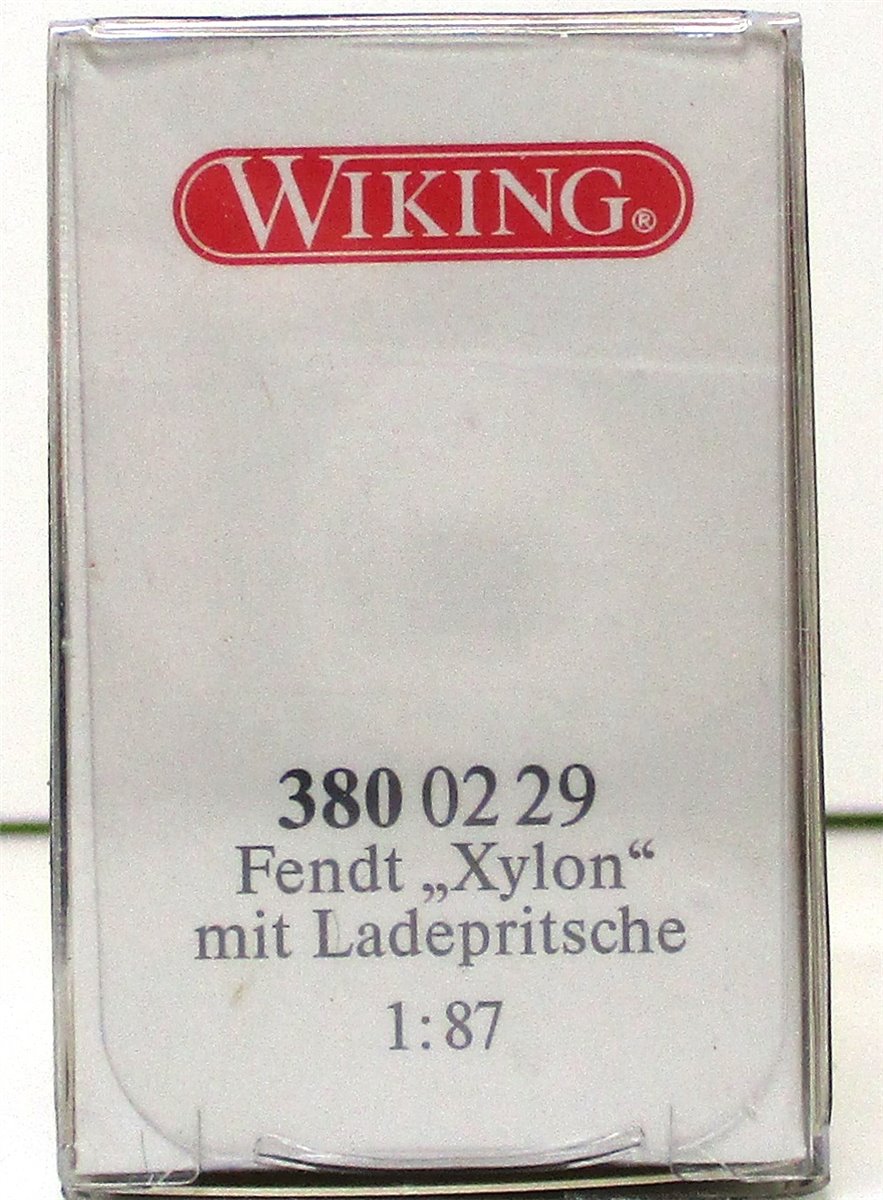 WIKING®
380 02 29
Fendt „Xylon“
mit Ladepritsche
1:87